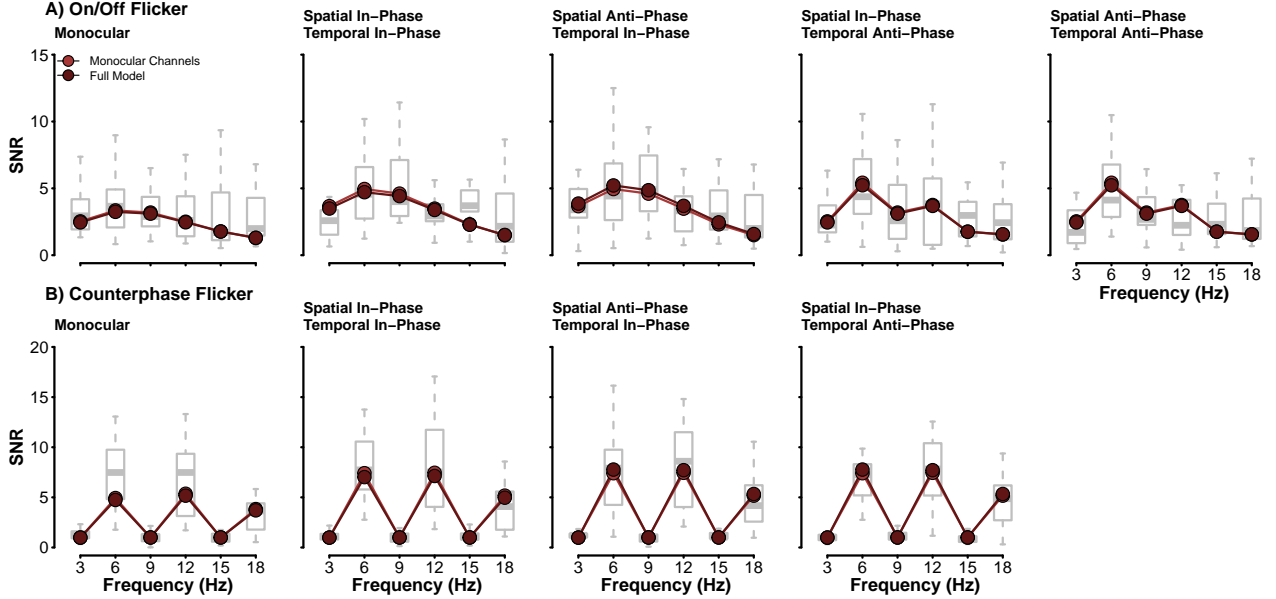 A) On/Off Flicker
Monocular
Spatial In−Phase
Temporal In−Phase
Spatial Anti−Phase
Temporal In−Phase
Spatial In−Phase
Temporal Anti−Phase
Spatial Anti−Phase
Temporal Anti−Phase
Monocular Channels
Full Model
15
10
5
0
SNR
3 6 9 12 15 18
Frequency (Hz)
B) Counterphase Flicker
Monocular
Spatial In−Phase
Temporal In−Phase
Spatial Anti−Phase
Temporal In−Phase
Spatial In−Phase
Temporal Anti−Phase
20
15
10
5
0
SNR
3 6 9 12 15 18
Frequency (Hz)
3 6 9 12 15 18
Frequency (Hz)
3 6 9 12 15 18
Frequency (Hz)
3 6 9 12 15 18
Frequency (Hz)